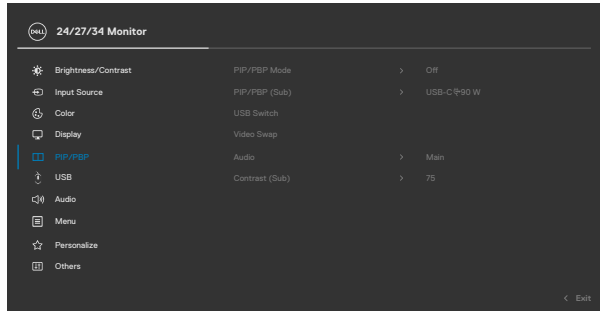 DELL 24/27/34 Monitor
Brightness/Contrast PIP/PBP Mode > Off
Input Source PIP/PBP (Sub) > USB-C 90 W
Color USB Switch
Display Video Swap
PIP/PBP Audio > Main
USB Contrast (Sub) > 75
Audio
Menu
Personalize
Others
< Exit